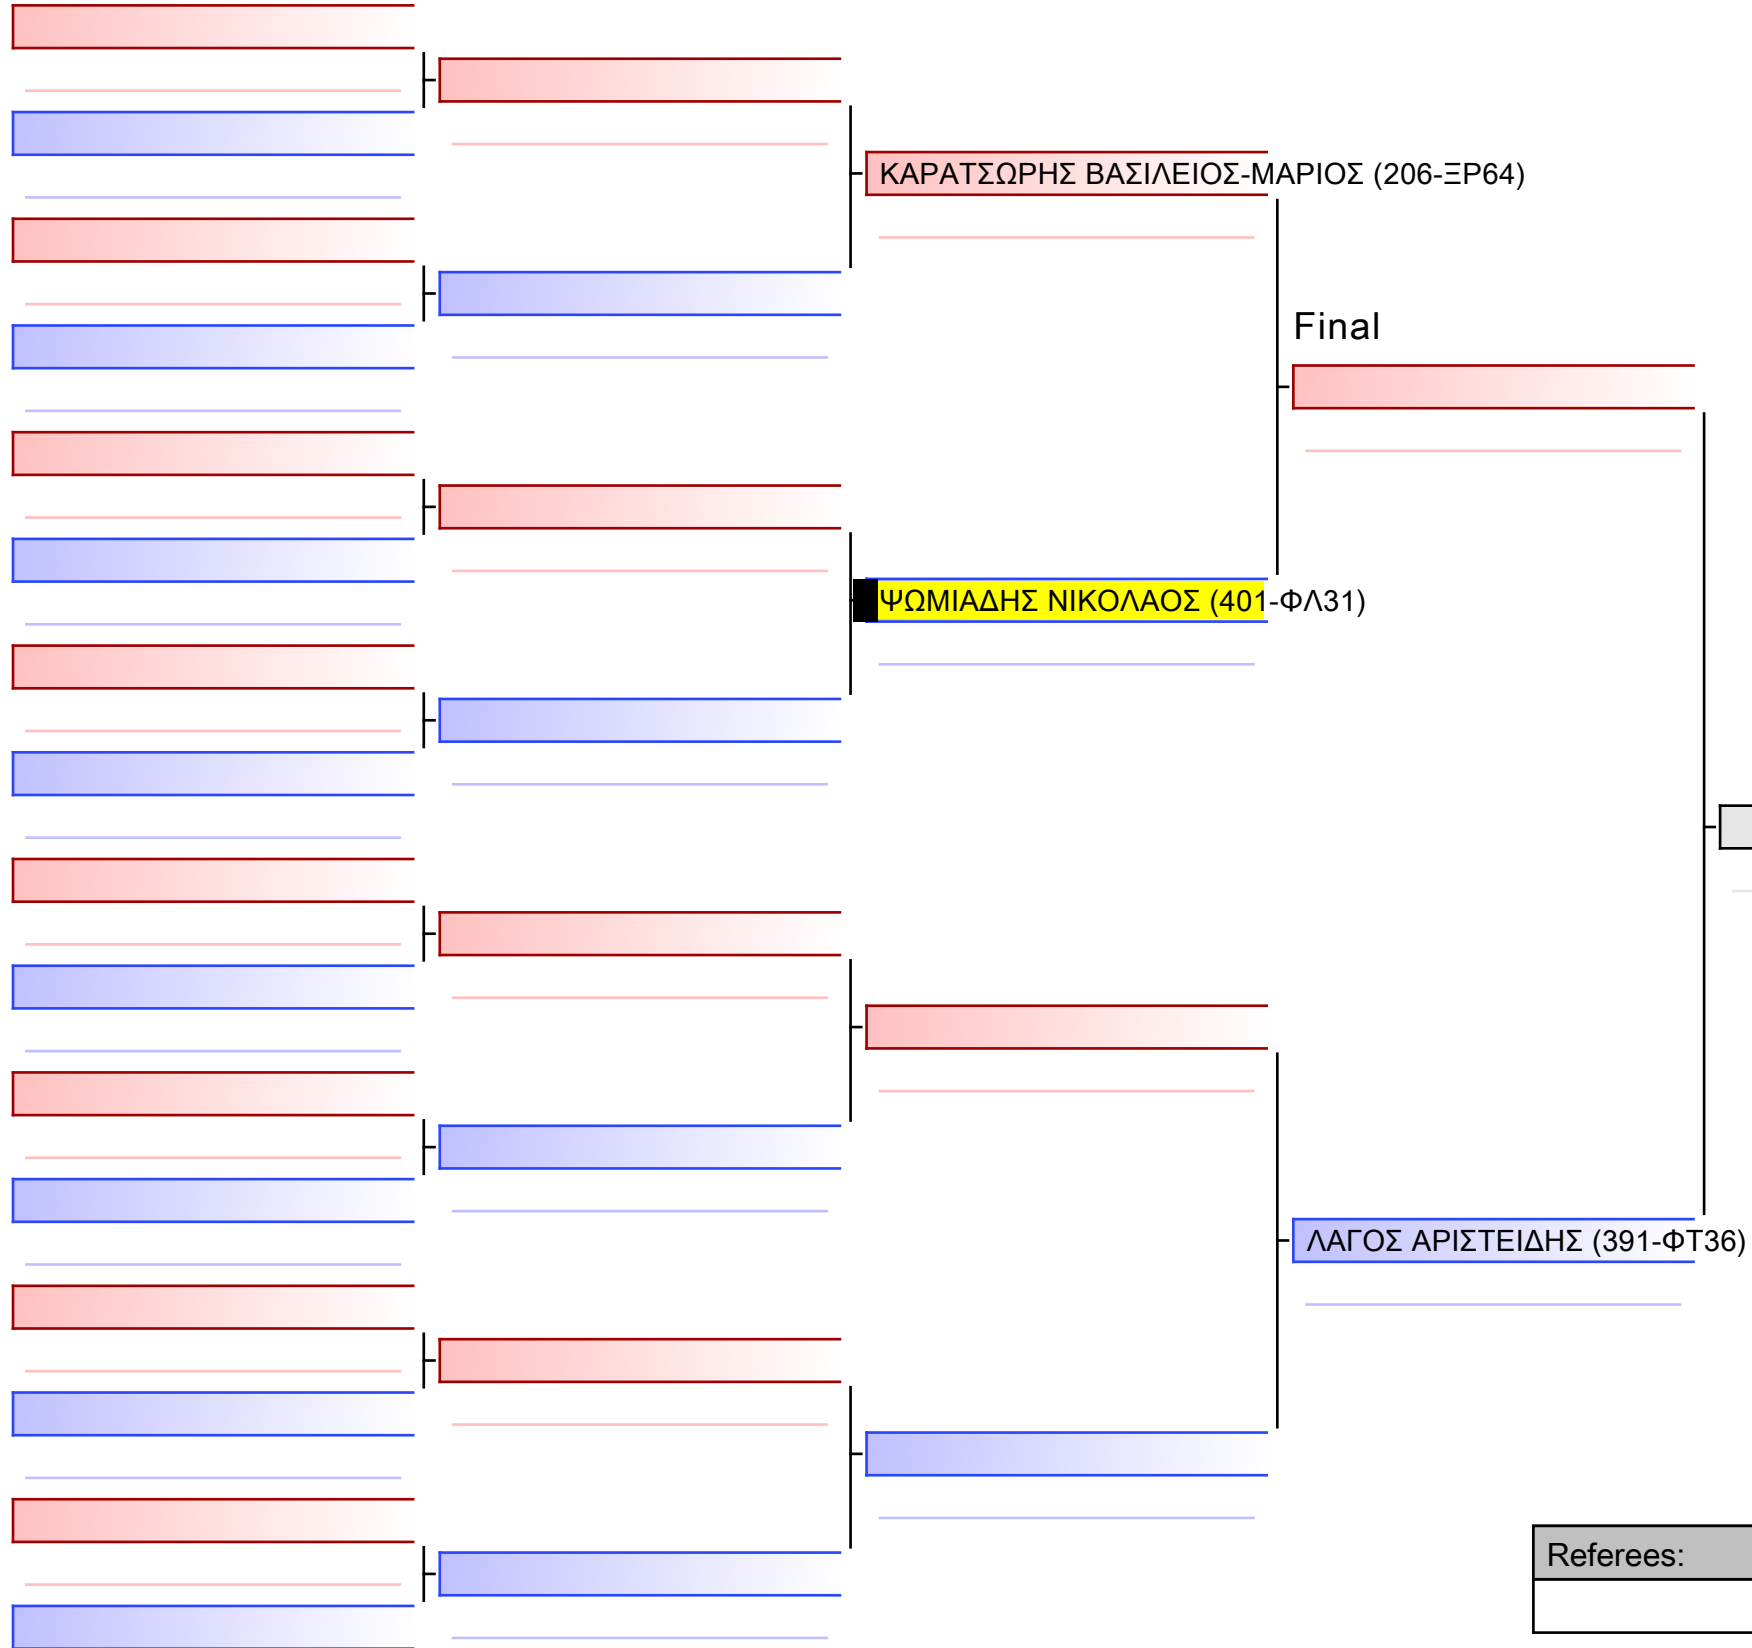 ΚΑΡΑΤΣΩΡΗΣ ΒΑΣΙΛΕΙΟΣ-ΜΑΡΙΟΣ (206-ΞΡ64)
Final
ΨΩΜΙΑΔΗΣ ΝΙΚΟΛΑΟΣ (401-ΦΛ31)
ΛΑΓΟΣ ΑΡΙΣΤΕΙΔΗΣ (391-ΦΤ36)
Referees: